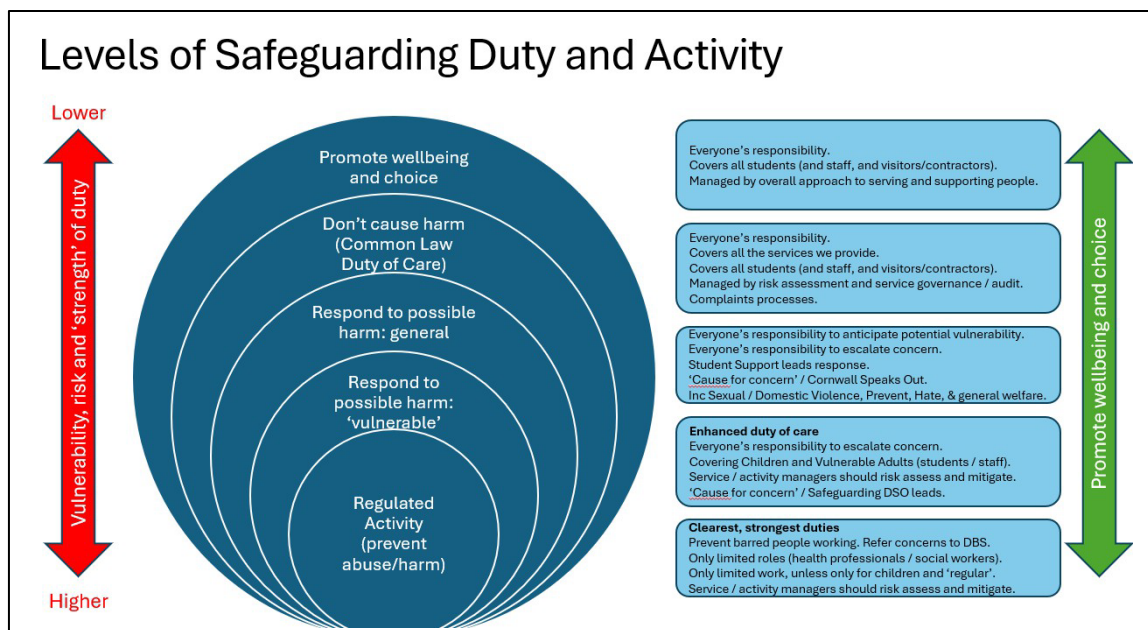 Levels of Safeguarding Duty and Activity
Lower
Vulnerability, risk and ‘strength’ of duty
Higher
Promote wellbeing
and choice
Don’t cause harm
(Common Law
Duty of Care)
Respond to possible
harm: general
Respond to
possible harm:
‘vulnerable’
Regulated
Activity
(prevent
abuse/harm)
Everyone’s responsibility.
Covers all students (and staff, and visitors/contractors).
Managed by overall approach to serving and supporting people.
Everyone’s responsibility.
Covers all the services we provide.
Covers all students (and staff, and visitors/contractors).
Managed by risk assessment and service governance / audit.
Complaints processes.
Everyone’s responsibility to anticipate potential vulnerability.
Everyone’s responsibility to escalate concern.
Student Support leads response.
‘Cause for concern’ / Cornwall Speaks Out.
Inc Sexual / Domestic Violence, Prevent, Hate, & general welfare.
Enhanced duty of care
Everyone’s responsibility to escalate concern.
Covering Children and Vulnerable Adults (students / staff).
Service / activity managers should risk assess and mitigate.
‘Cause for concern’ / Safeguarding DSO leads.
Clearest, strongest duties
Prevent barred people working. Refer concerns to DBS.
Only limited roles (health professionals / social workers).
Only limited work, unless only for children and ‘regular’.
Service / activity managers should risk assess and mitigate.
Promote wellbeing and choice